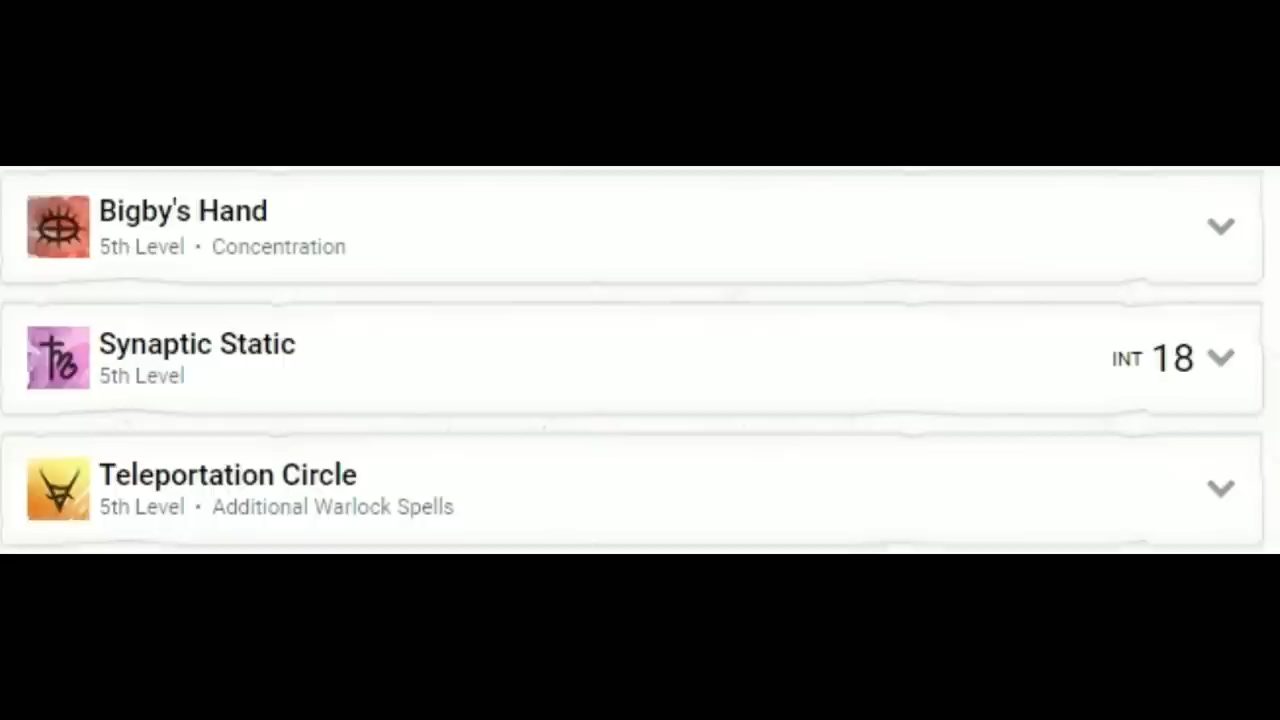 Bigby's Hand
5th Level • Concentration
Synaptic Static
5th Level
INT 18
Teleportation Circle
5th Level • Additional Warlock Spells